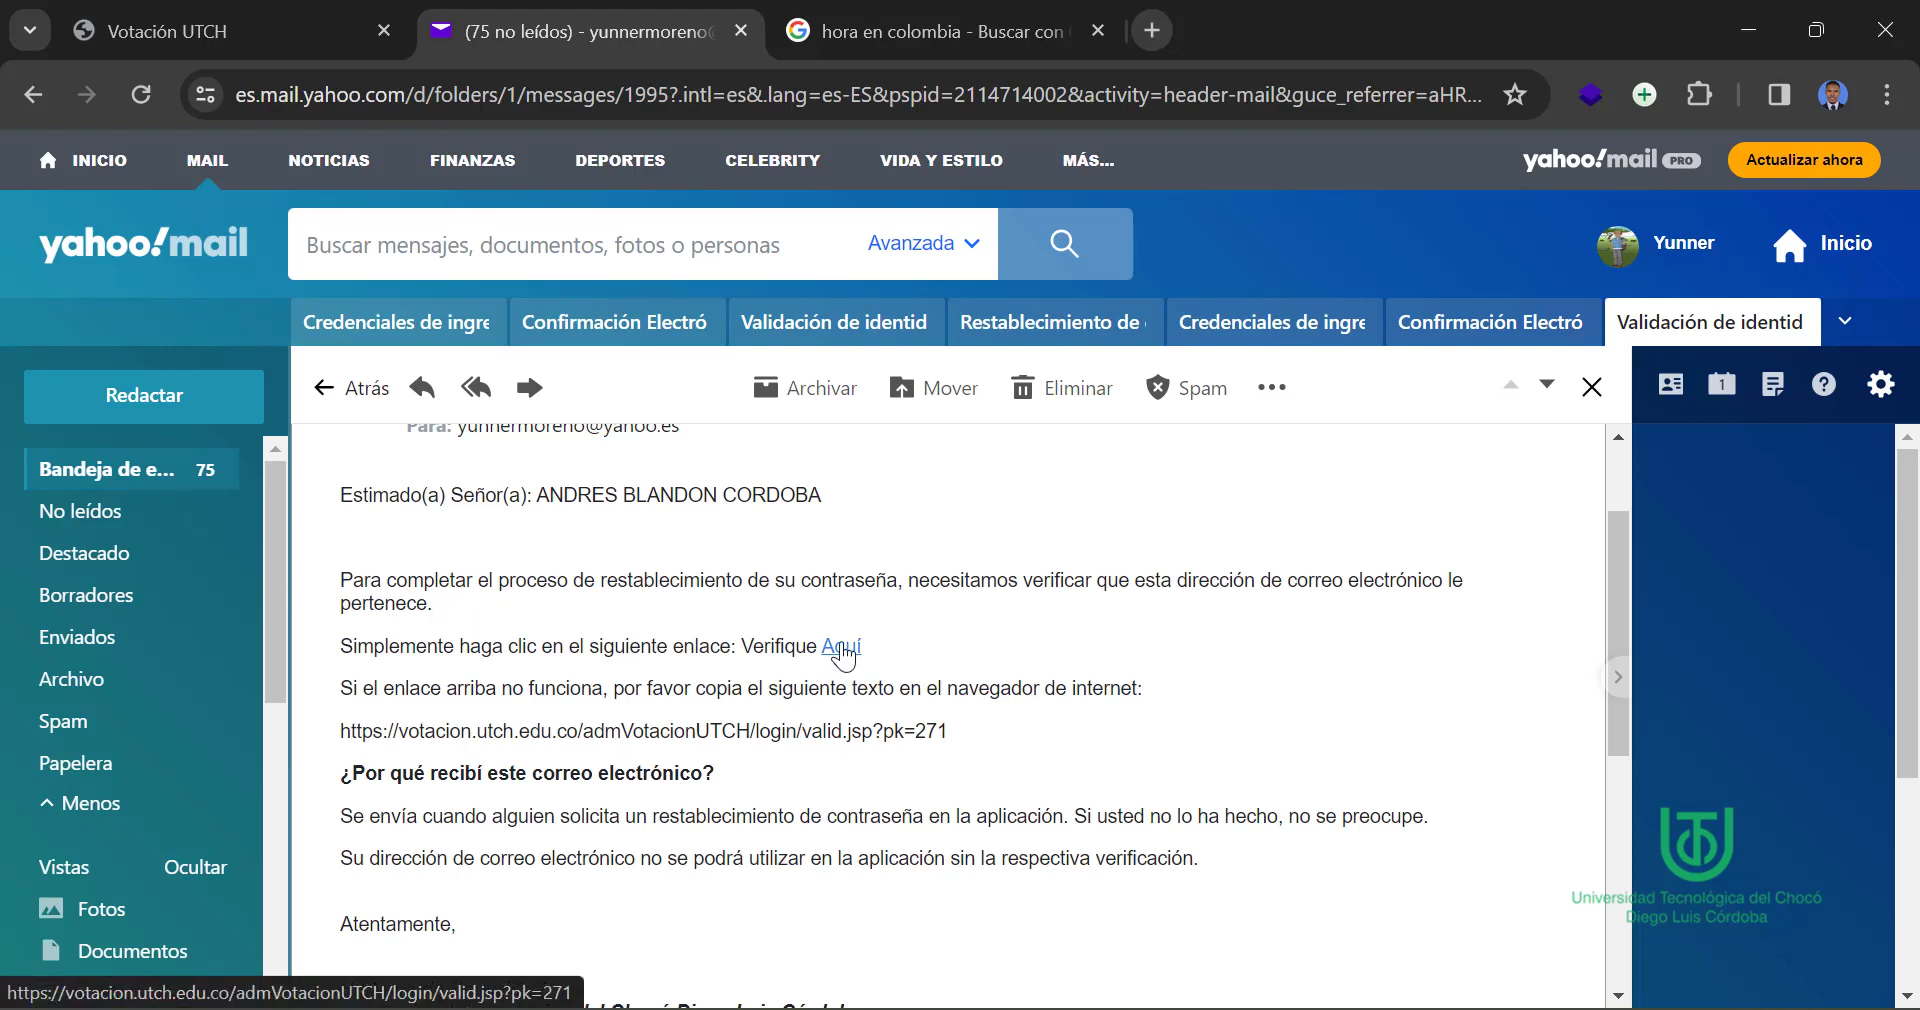 Votación UTCH
(75 no leídos) - yunnermoreno
hora en colombia - Buscar con
es.mail.yahoo.com/d/folders/1/messages/1995?.intl=es&.lang=es-ES&pspid=2114714002&activity=header-mail&guce_referrer=aHR...
INICIO MAIL NOTICIAS FINANZAS DEPORTES CELEBRITY VIDA Y ESTILO MÁS...
yahoo!mail PRO Actualizar ahora
yahoo!mail
Buscar mensajes, documentos, fotos o personas Avanzada
Yunner Inicio
Credenciales de ingre Confirmación Electró Validación de identid Restablecimiento de Credenciales de ingre Confirmación Electró Validación de identid
Redactar
Atrás Archivar Mover Eliminar Spam •••
1
Bandeja de e... 75
No leídos
Destacado
Borradores
Enviados
Archivo
Spam
Papelera
Menos
Vistas Ocultar
Fotos
Documentos
Para: yunnermoreno@yahoo.es
Estimado(a) Señor(a): ANDRES BLANDON CORDOBA
Para completar el proceso de restablecimiento de su contraseña, necesitamos verificar que esta dirección de correo electrónico le
pertenece.
Simplemente haga clic en el siguiente enlace: Verifique Aquí
Si el enlace arriba no funciona, por favor copia el siguiente texto en el navegador de internet:
https://votacion.utch.edu.co/admVotacionUTCH/login/valid.jsp?pk=271
¿Por qué recibí este correo electrónico?
Se envía cuando alguien solicita un restablecimiento de contraseña en la aplicación. Si usted no lo ha hecho, no se preocupe.
Su dirección de correo electrónico no se podrá utilizar en la aplicación sin la respectiva verificación.
Atentamente,
Universidad Tecnológica del Chocó
Diego Luis Córdoba
https://votacion.utch.edu.co/admVotacionUTCH/login/valid.jsp?pk=271